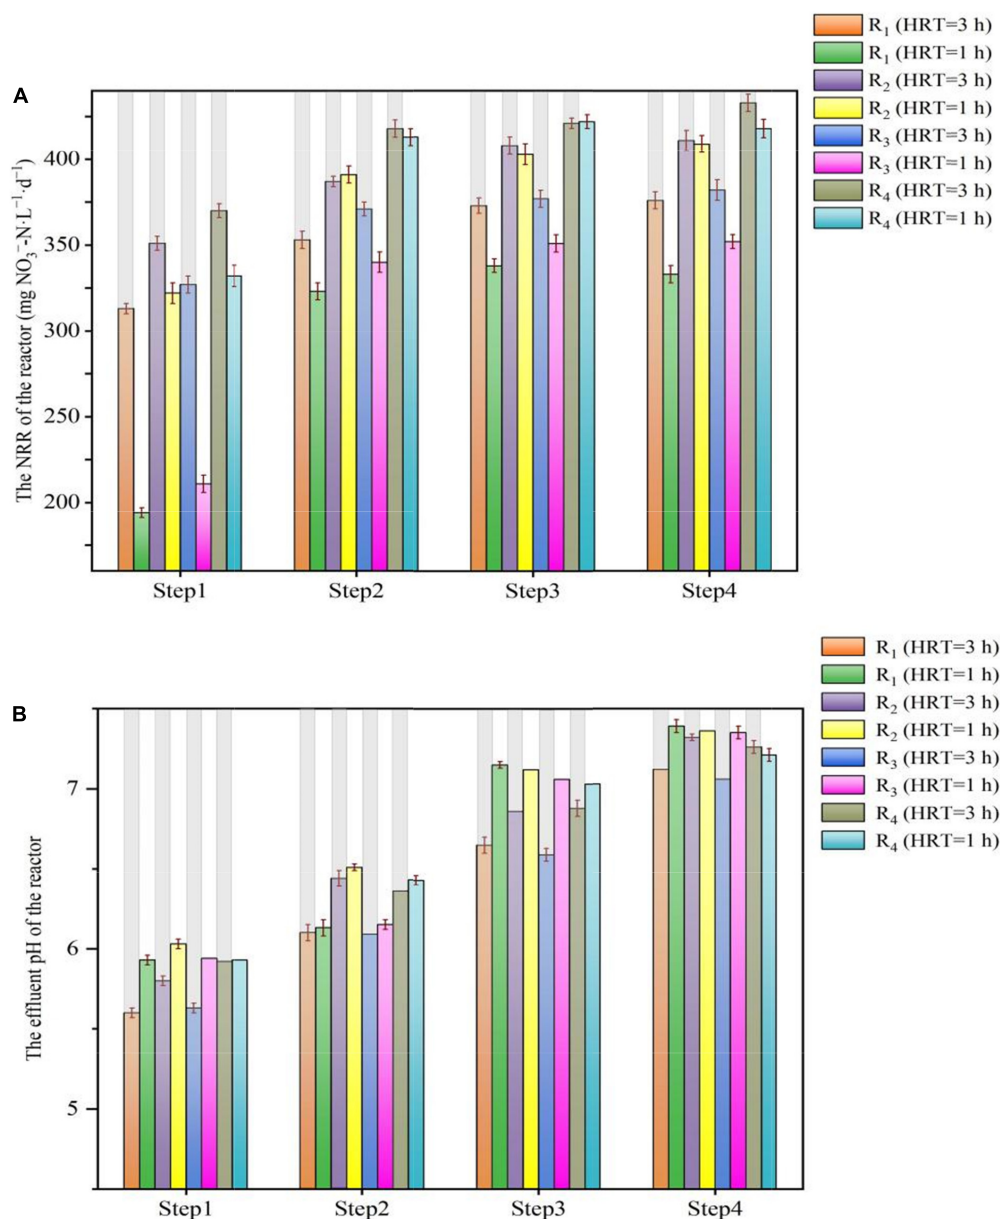 R₁ (HRT=3 h)
R₁ (HRT=1 h)
R₂ (HRT=3 h)
R₂ (HRT=1 h)
R₃ (HRT=3 h)
R₃ (HRT=1 h)
R₄ (HRT=3 h)
R₄ (HRT=1 h)
A
The NRR of the reactor (mg NO₃⁻-N·L⁻¹·d⁻¹)
400
350
300
250
200
Step1 Step2 Step3 Step4
R₁ (HRT=3 h)
R₁ (HRT=1 h)
R₂ (HRT=3 h)
R₂ (HRT=1 h)
R₃ (HRT=3 h)
R₃ (HRT=1 h)
R₄ (HRT=3 h)
R₄ (HRT=1 h)
B
The effluent pH of the reactor
7
6
5
Step1 Step2 Step3 Step4